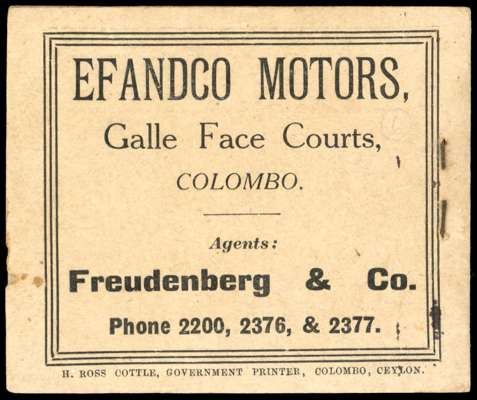 EFANDCO MOTORS,
Galle Face Courts,
COLOMBO.
Agents:
Freudenberg & Co.
Phone 2200, 2376, & 2377.
H. ROSS COTTLE, GOVERNMENT PRINTER, COLOMBO, CEYLON.